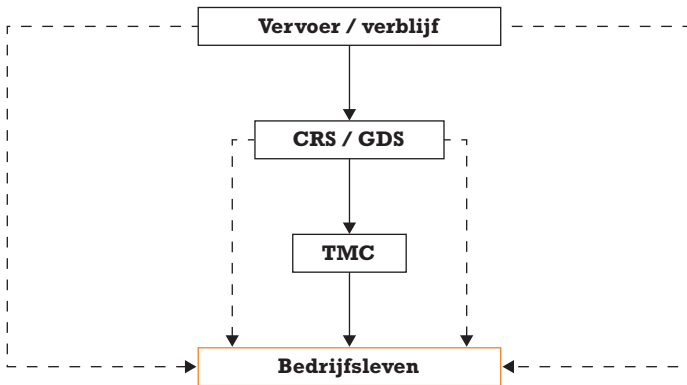 Vervoer / verblijf
CRS / GDS
TMC
Bedrijfsleven